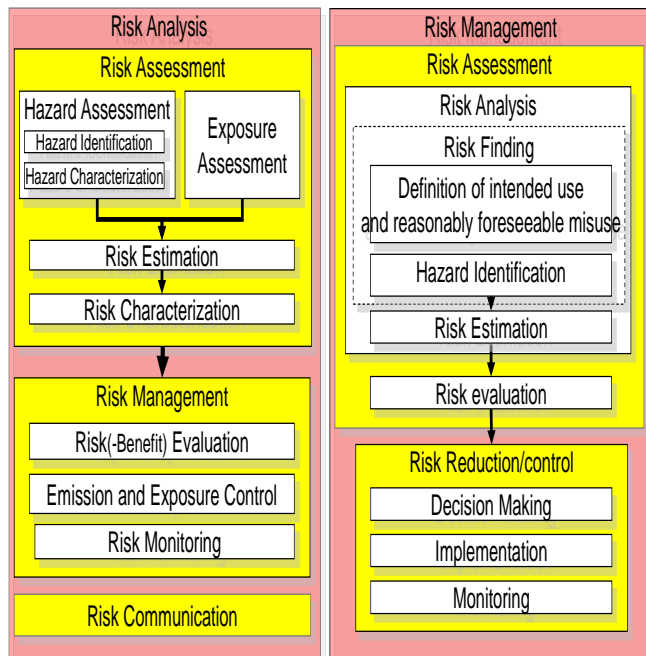 Risk Analysis
Risk Assessment
Hazard Assessment
Hazard Identification
Hazard Characterization
Exposure
Assessment
Risk Estimation
Risk Characterization
Risk Management
Risk(-Benefit) Evaluation
Emission and Exposure Control
Risk Monitoring
Risk Communication
Risk Management
Risk Assessment
Risk Analysis
Risk Finding
Definition of intended use
and reasonably foreseeable misuse
Hazard Identification
Risk Estimation
Risk evaluation
Risk Reduction/control
Decision Making
Implementation
Monitoring